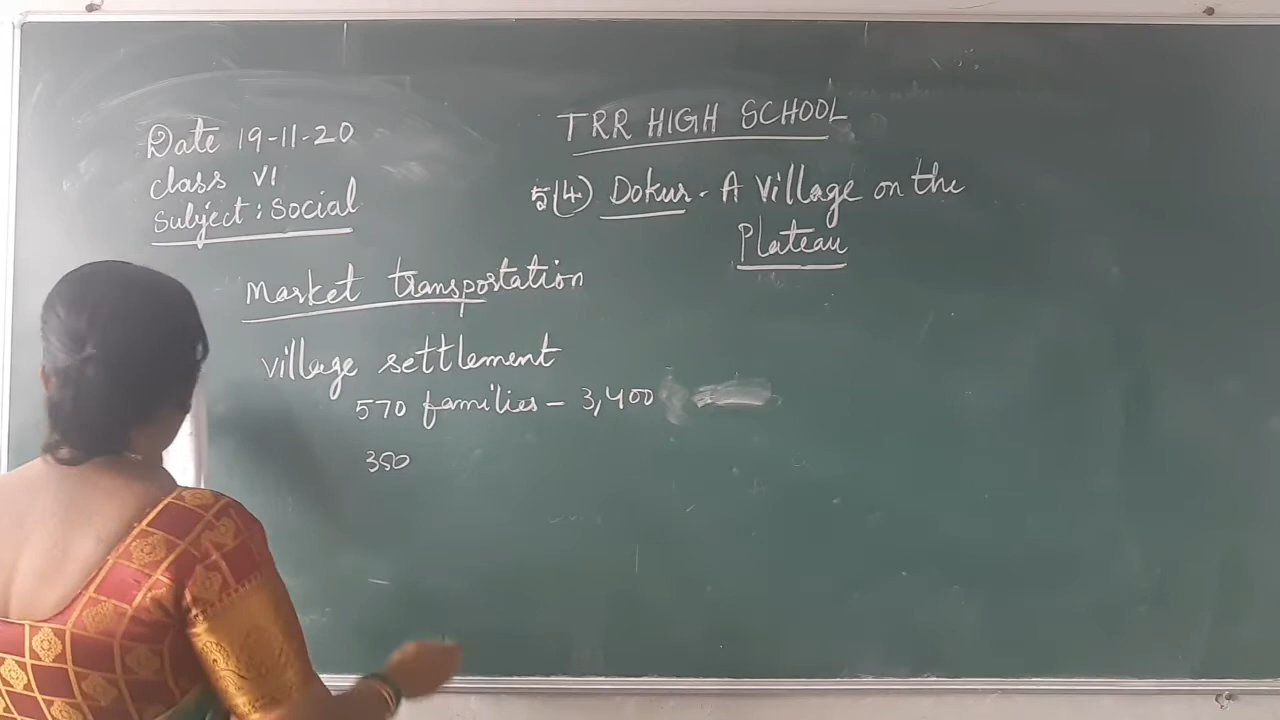 Date 19-11-20
class VI
Subject: Social
TRR HIGH SCHOOL
5(4) Dokur - A Village on the
Plateau
Market transportation
village settlement
570 families - 3,400
350